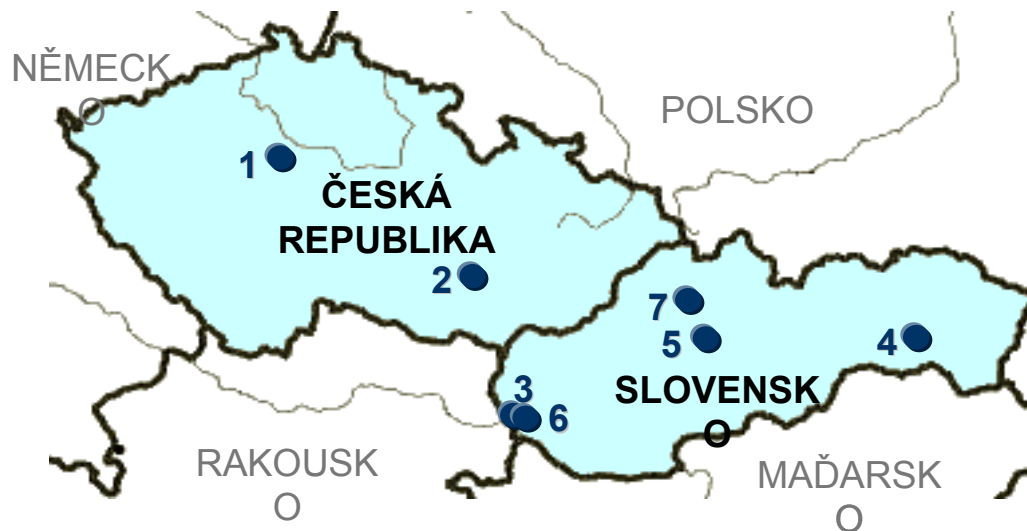 NĚMECK
O
POLSKO
1
ČESKÁ
REPUBLIKA
2
7
5
4
3
SLOVENSK
O
6
RAKOUSK
O
MAĎARSK
O